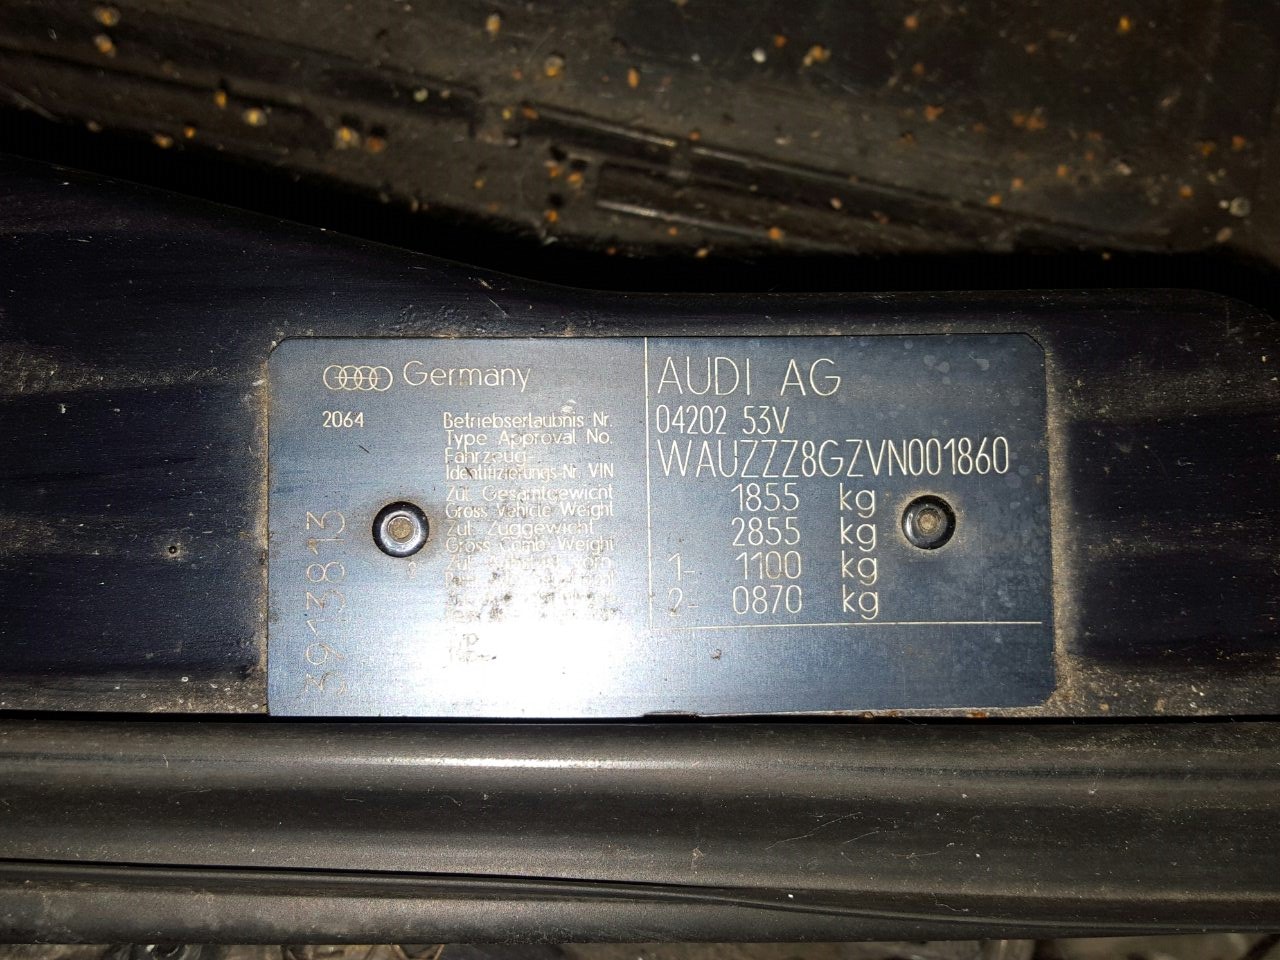 Germany
2064
Betriebserlaubnis Nr.
Type Approval No.
Fahrzeug-
Identifizierungs-Nr. VIN
Zul. Gesamtgewicht
Gross Vehicle Weight
Zul. Zuggewicht
Gross Comb. Weight
AUDI AG
04202 53V
WAUZZZ8GZVN001860
1855 kg
2855 kg
1- 1100 kg
2- 0870 kg
3913813